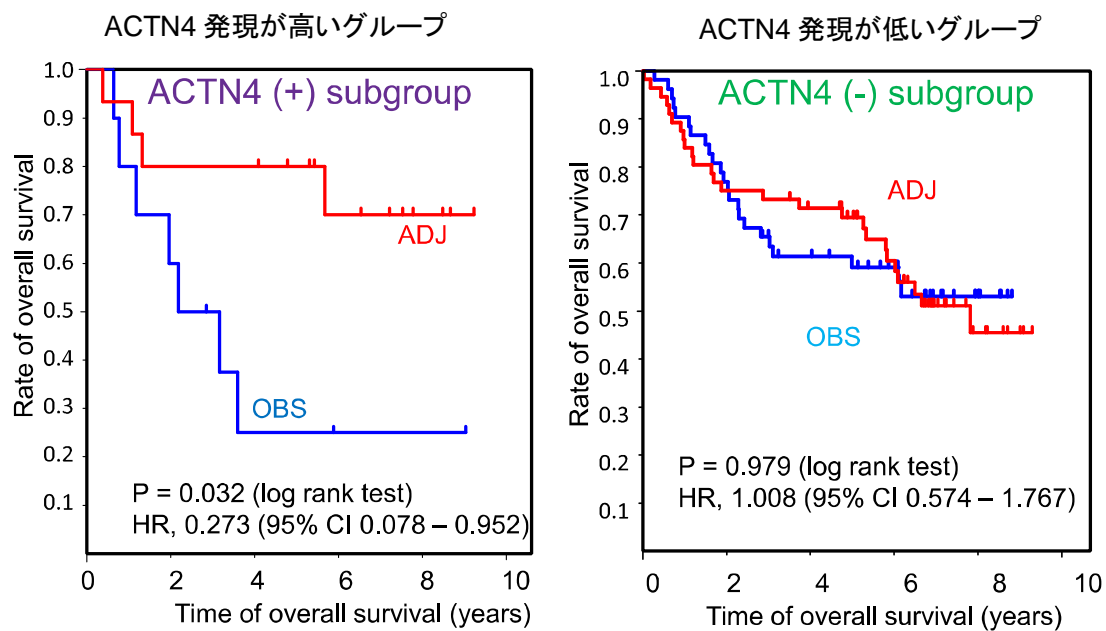 ACTN4 発現が高いグループ
ACTN4 (+) subgroup
Rate of overall survival
1.0
0.9
0.8
0.7
0.6
0.5
0.4
0.3
0.2
0.1
ADJ
OBS
P = 0.032 (log rank test)
HR, 0.273 (95% CI 0.078 – 0.952)
0 2 4 6 8 10
Time of overall survival (years)
ACTN4 発現が低いグループ
ACTN4 (-) subgroup
Rate of overall survival
1.0
0.9
0.8
0.7
0.6
0.5
0.4
0.3
0.2
0.1
ADJ
OBS
P = 0.979 (log rank test)
HR, 1.008 (95% CI 0.574 – 1.767)
0 2 4 6 8 10
Time of overall survival (years)